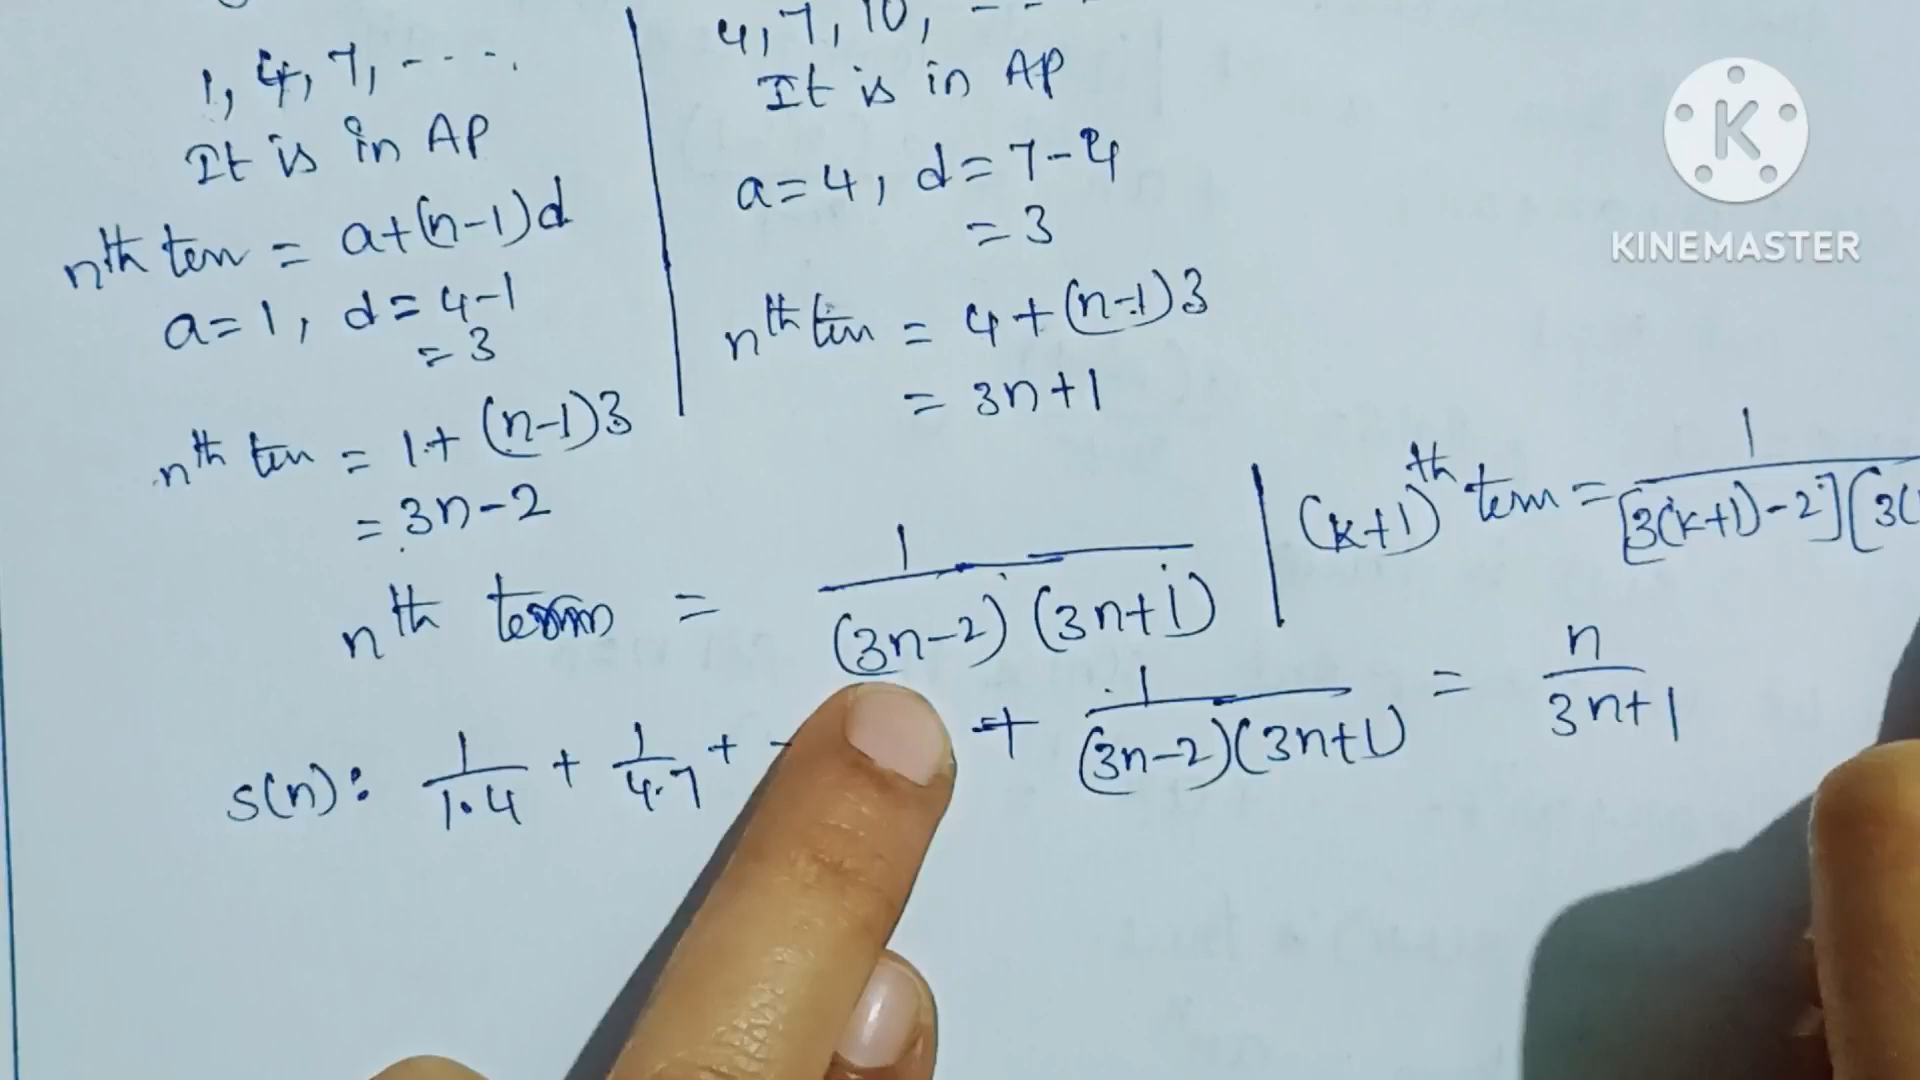 1, 4, 7, - - - .
It is in AP
nth ten = a+(n-1)d
a=1, d=4-1
=3
nth ten = 1+(n-1)3
=3n-2
4, 7, 10, - - -
It is in AP
a=4, d=7-4
=3
nth ten = 4+(n-1)3
= 3n+1
nth term = 1/(3n-2)(3n+1)
(k+1)th term = 1/[3(k+1)-2][3(
s(n): 1/1.4 + 1/4.7 + - + 1/(3n-2)(3n+1) = n/3n+1
K
KINEMASTER